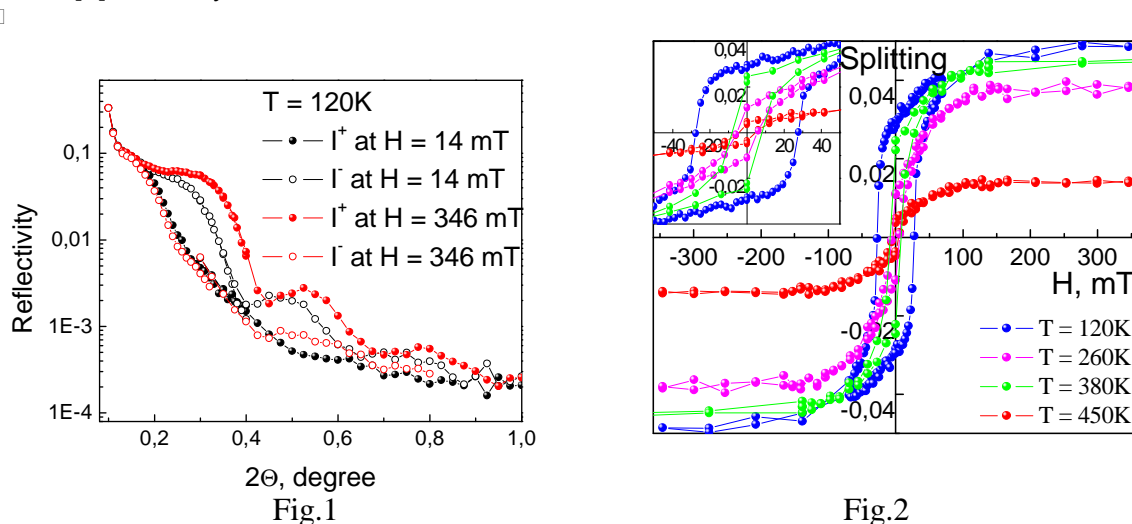 T = 120K
I⁺ at H = 14 mT
I⁻ at H = 14 mT
I⁺ at H = 346 mT
I⁻ at H = 346 mT
0,1
0,01
1E-3
1E-4
Reflectivity
0,2 0,4 0,6 0,8 1,0
2Θ, degree
Fig.1
Splitting
0,04
0,02
-40 -20 20 40
-0,02
0,04
0,02
-300 -200 -100 100 200 300
H, mT
-0,02
-0,04
T = 120K
T = 260K
T = 380K
T = 450K
Fig.2